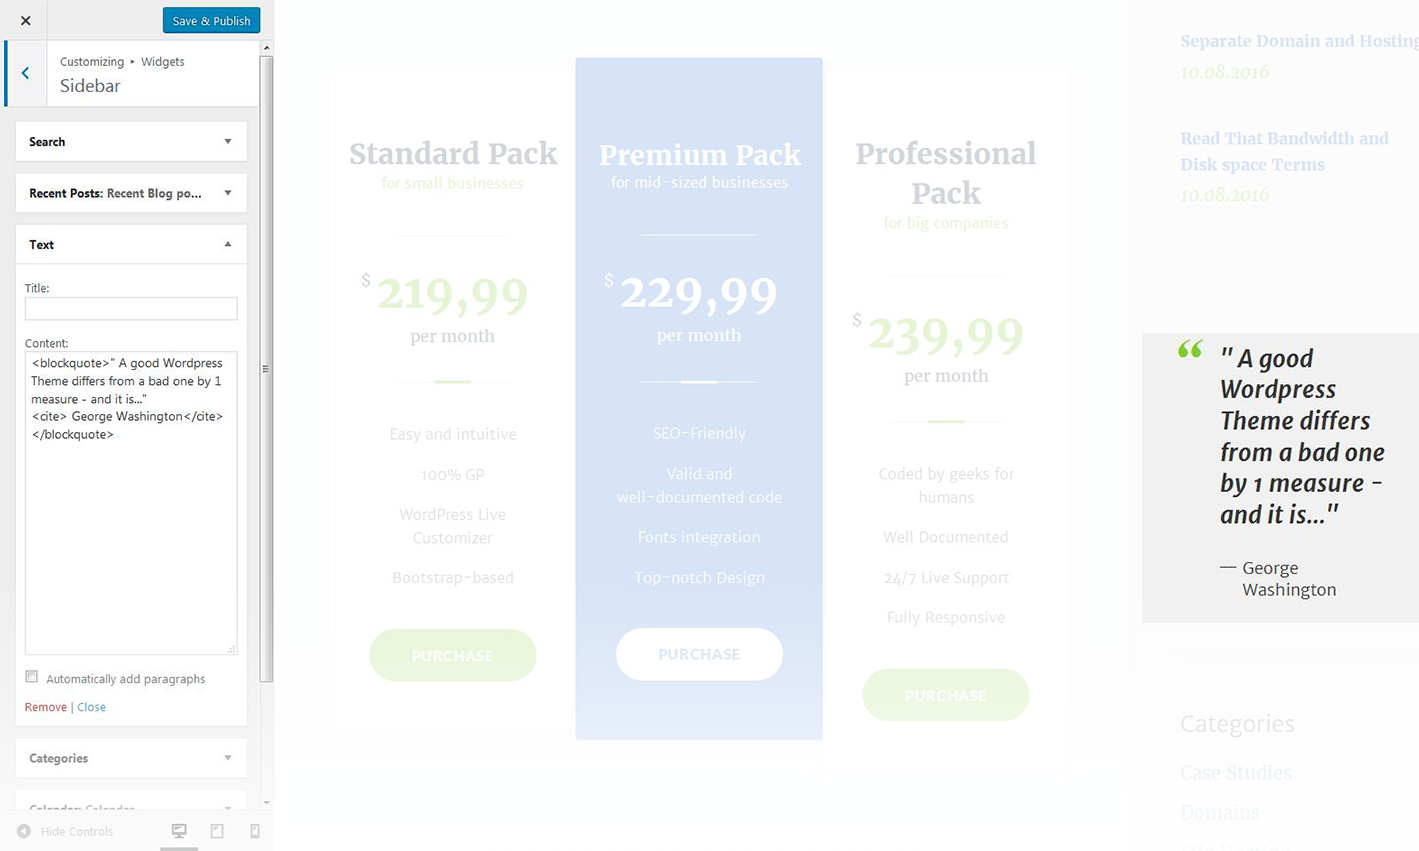 Save & Publish
Customizing ▸ Widgets
Sidebar
Search
Recent Posts: Recent Blog po...
Text
Title:
Content:
<blockquote>" A good Wordpress
Theme differs from a bad one by 1
measure - and it is..."
<cite> George Washington</cite>
</blockquote>
Automatically add paragraphs
Remove | Close
Categories
Calendar: Calendar
Hide Controls
Standard Pack
for small businesses
$219,99
per month
Easy and intuitive
100% GP
WordPress Live
Customizer
Bootstrap-based
PURCHASE
Premium Pack
for mid-sized businesses
$229,99
per month
SEO-Friendly
Valid and
well-documented code
Fonts integration
Top-notch Design
PURCHASE
Professional
Pack
for big companies
$239,99
per month
Coded by geeks for
humans
Well Documented
24/7 Live Support
Fully Responsive
PURCHASE
Separate Domain and Hosting
10.08.2016
Read That Bandwidth and
Disk space Terms
10.08.2016
“ " A good
Wordpress
Theme differs
from a bad one
by 1 measure -
and it is..."
— George
Washington
Categories
Case Studies
Domains